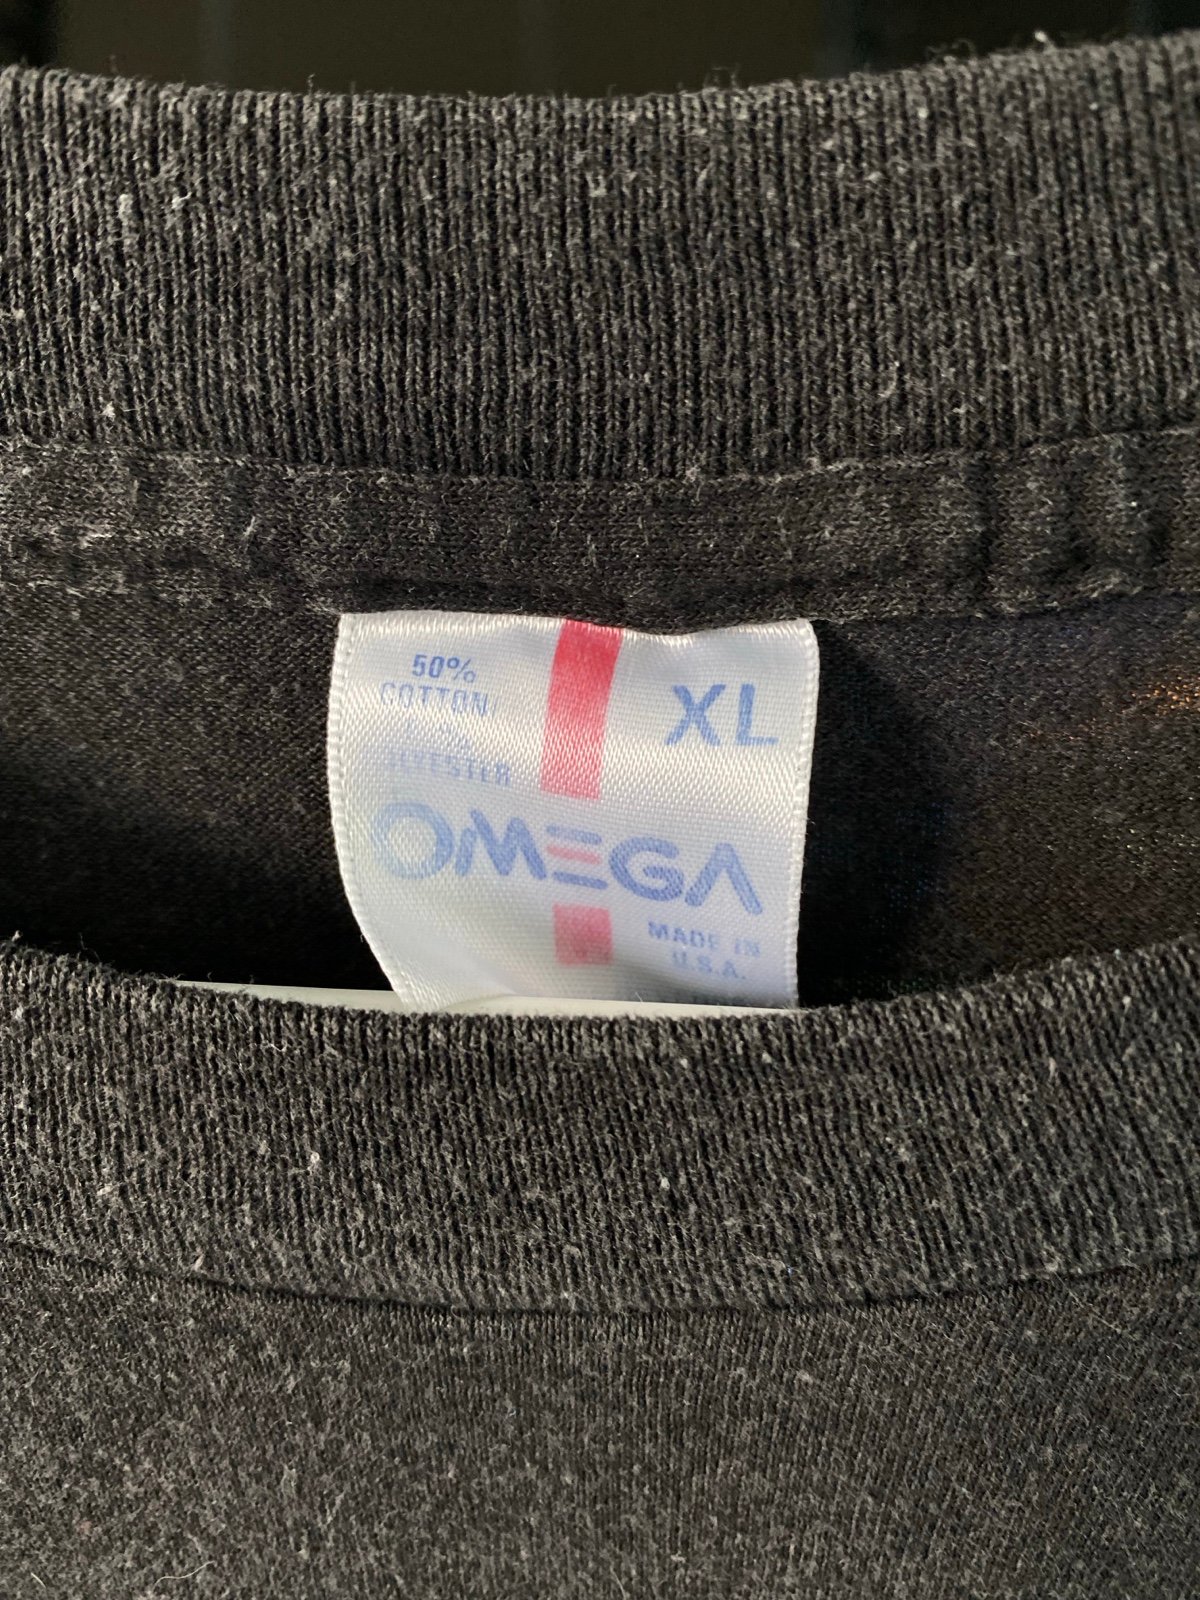 50%
COTTON
XL
OMEGA
MADE IN
U.S.A.